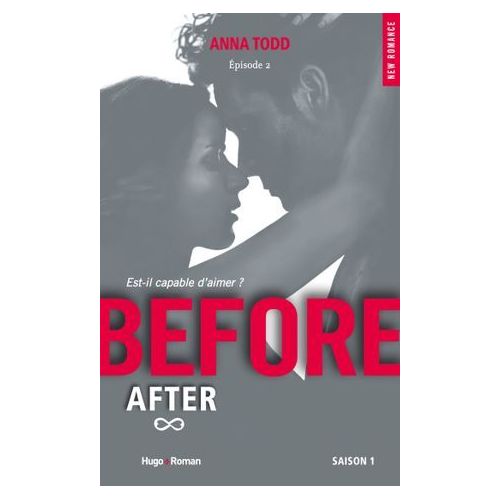 ANNA TODD
Épisode 2
NEW ROMANCE
Est-il capable d'aimer ?
BEFORE
AFTER
Hugo Roman
SAISON 1